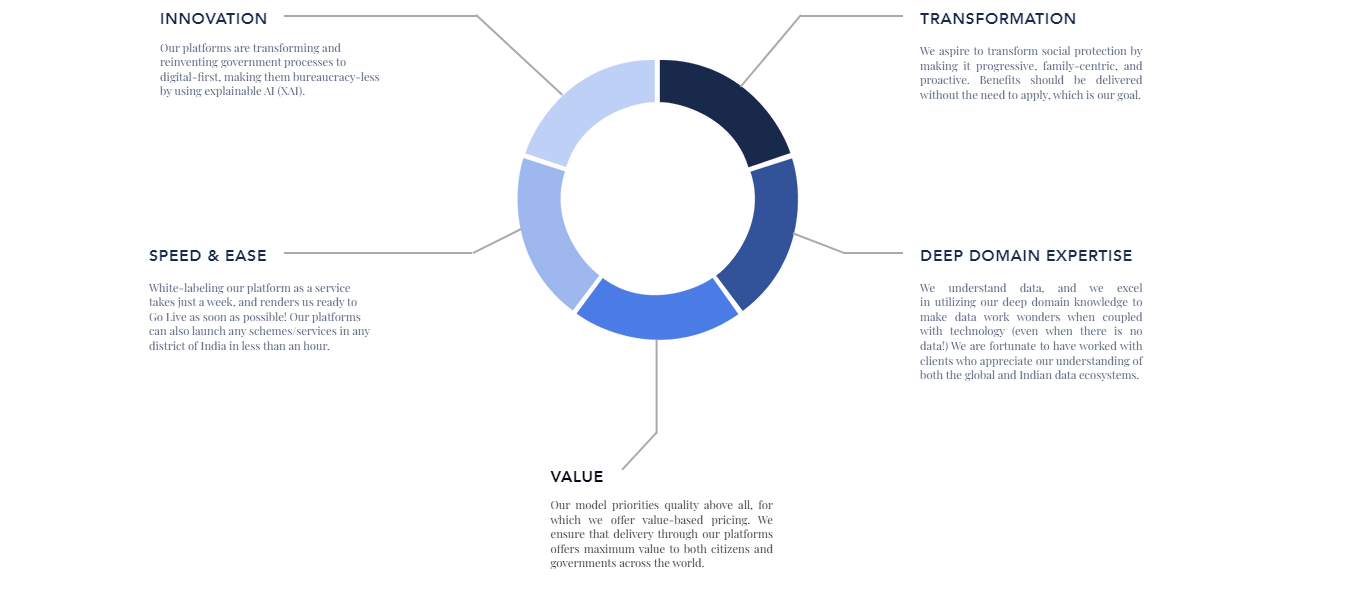 INNOVATION
Our platforms are transforming and
reinventing government processes to
digital-first, making them bureaucracy-less
by using explainable AI (XAI).
TRANSFORMATION
We aspire to transform social protection by
making it progressive, family-centric, and
proactive. Benefits should be delivered
without the need to apply, which is our goal.
SPEED & EASE
White-labeling our platform as a service
takes just a week, and renders us ready to
Go Live as soon as possible! Our platforms
can also launch any schemes/services in any
district of India in less than an hour.
DEEP DOMAIN EXPERTISE
We understand data, and we excel
in utilizing our deep domain knowledge to
make data work wonders when coupled
with technology (even when there is no
data!) We are fortunate to have worked with
clients who appreciate our understanding of
both the global and Indian data ecosystems.
VALUE
Our model priorities quality above all, for
which we offer value-based pricing. We
ensure that delivery through our platforms
offers maximum value to both citizens and
governments across the world.